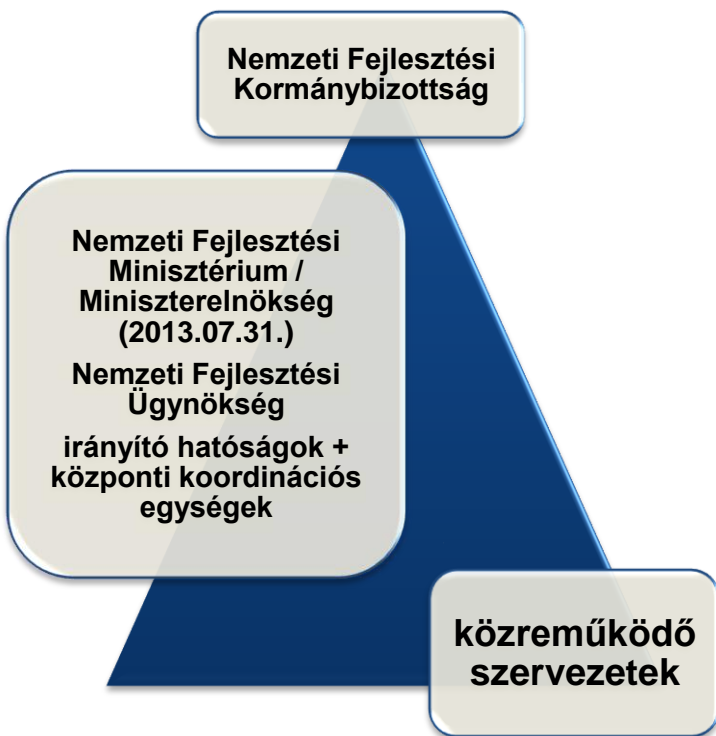 Nemzeti Fejlesztési
Kormánybizottság
Nemzeti Fejlesztési
Minisztérium /
Miniszterelnökség
(2013.07.31.)
Nemzeti Fejlesztési
Ügynökség
irányító hatóságok +
központi koordinációs
egységek
közreműködő
szervezetek